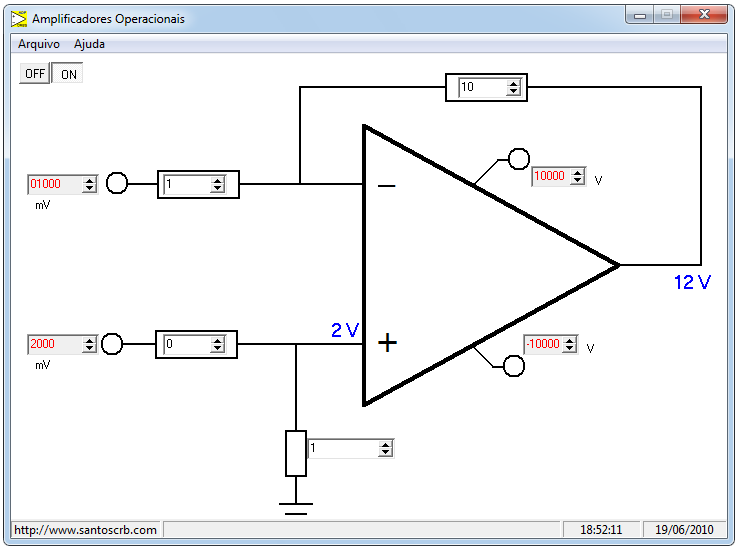 Amplificadores Operacionais
Arquivo Ajuda
OFF ON
10
01000
mV
1
10000 V
−
12 V
2 V
2000
mV
0
+
-10000 V
1
http://www.santoscrb.com 18:52:11 19/06/2010